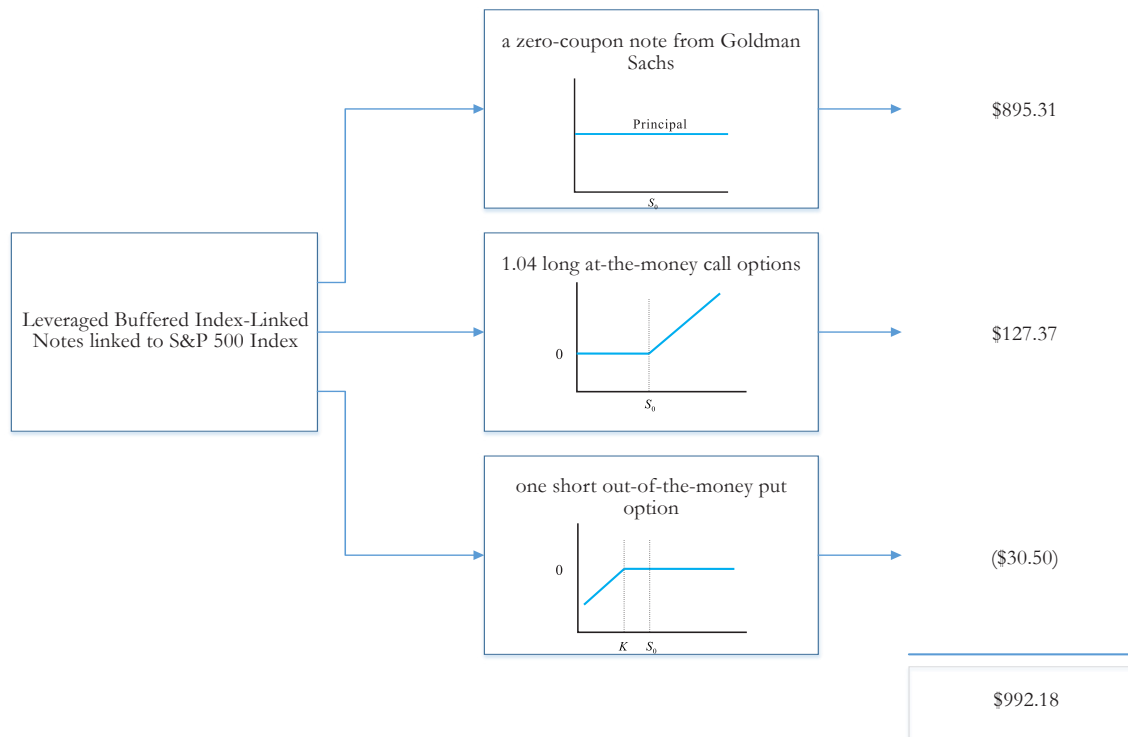 a zero-coupon note from Goldman
Sachs
Principal
S₀
$895.31
Leveraged Buffered Index-Linked
Notes linked to S&P 500 Index
1.04 long at-the-money call options
0
S₀
$127.37
one short out-of-the-money put
option
0
K S₀
($30.50)
$992.18